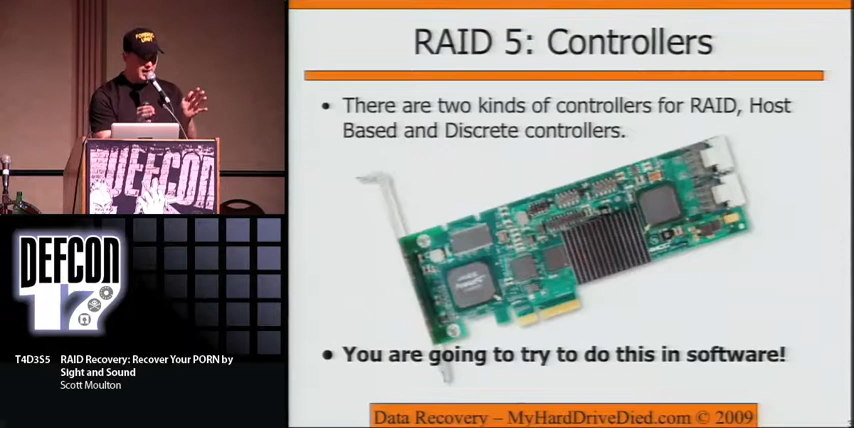 RAID 5: Controllers
• There are two kinds of controllers for RAID, Host
Based and Discrete controllers.
• You are going to try to do this in software!
Data Recovery – MyHardDriveDied.com © 2009
DEFCON
DEFCON
17
T4D3S5 RAID Recovery: Recover Your PORN by
Sight and Sound
Scott Moulton